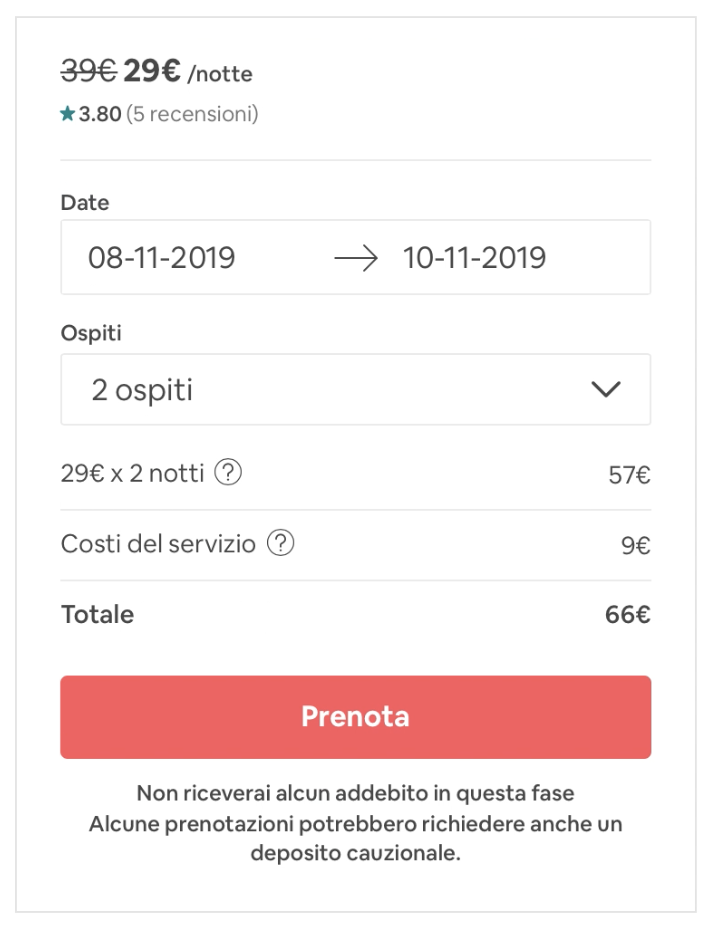 39€ 29€ /notte
★ 3.80 (5 recensioni)
Date
08-11-2019 → 10-11-2019
Ospiti
2 ospiti
29€ x 2 notti ? 57€
Costi del servizio ? 9€
Totale 66€
Prenota
Non riceverai alcun addebito in questa fase
Alcune prenotazioni potrebbero richiedere anche un
deposito cauzionale.